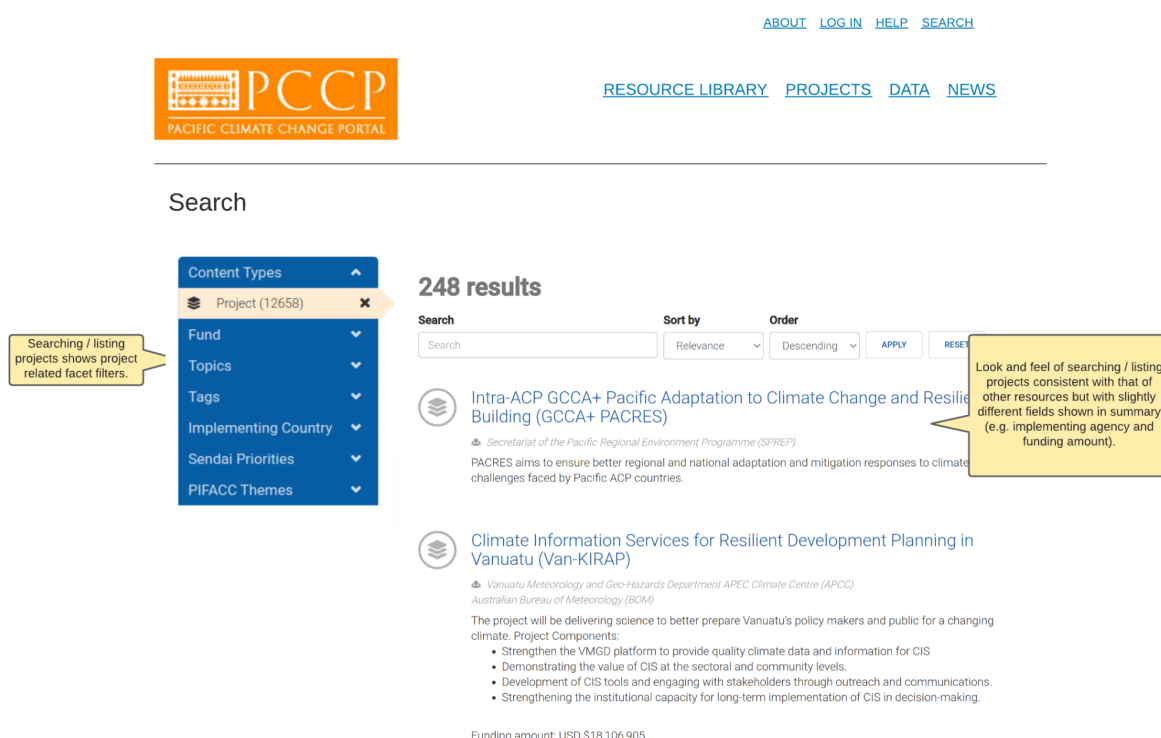 ABOUT LOG IN HELP SEARCH
PCCP
PACIFIC CLIMATE CHANGE PORTAL
RESOURCE LIBRARY PROJECTS DATA NEWS
Search
Content Types
Project (12658)
Fund
Topics
Tags
Implementing Country
Sendai Priorities
PIFACC Themes
Searching / listing
projects shows project
related facet filters.
248 results
Search Sort by Order
Search Relevance Descending APPLY RESET
Intra-ACP GCCA+ Pacific Adaptation to Climate Change and
Building (GCCA+ PACRES)
Secretariat of the Pacific Regional Environment Programme (SPREP)
PACRES aims to ensure better regional and national adaptation and mitigation responses to climate
challenges faced by Pacific ACP countries.
Look and feel of searching / listing
projects consistent with that of
other resources but with slightly
different fields shown in summary
(e.g. implementing agency and
funding amount).
Climate Information Services for Resilient Development Planning in
Vanuatu (Van-KIRAP)
Vanuatu Meteorology and Geo-Hazards Department APEC Climate Centre (APCC)
Australian Bureau of Meteorology (BOM)
The project will be delivering science to better prepare Vanuatu's policy makers and public for a changing
climate. Project Components:
• Strengthen the VMGD platform to provide quality climate data and information for CIS
• Demonstrating the value of CIS at the sectoral and community levels.
• Development of CIS tools and engaging with stakeholders through outreach and communications.
• Strengthening the institutional capacity for long-term implementation of CIS in decision-making.
Funding amount: USD $18,106,905